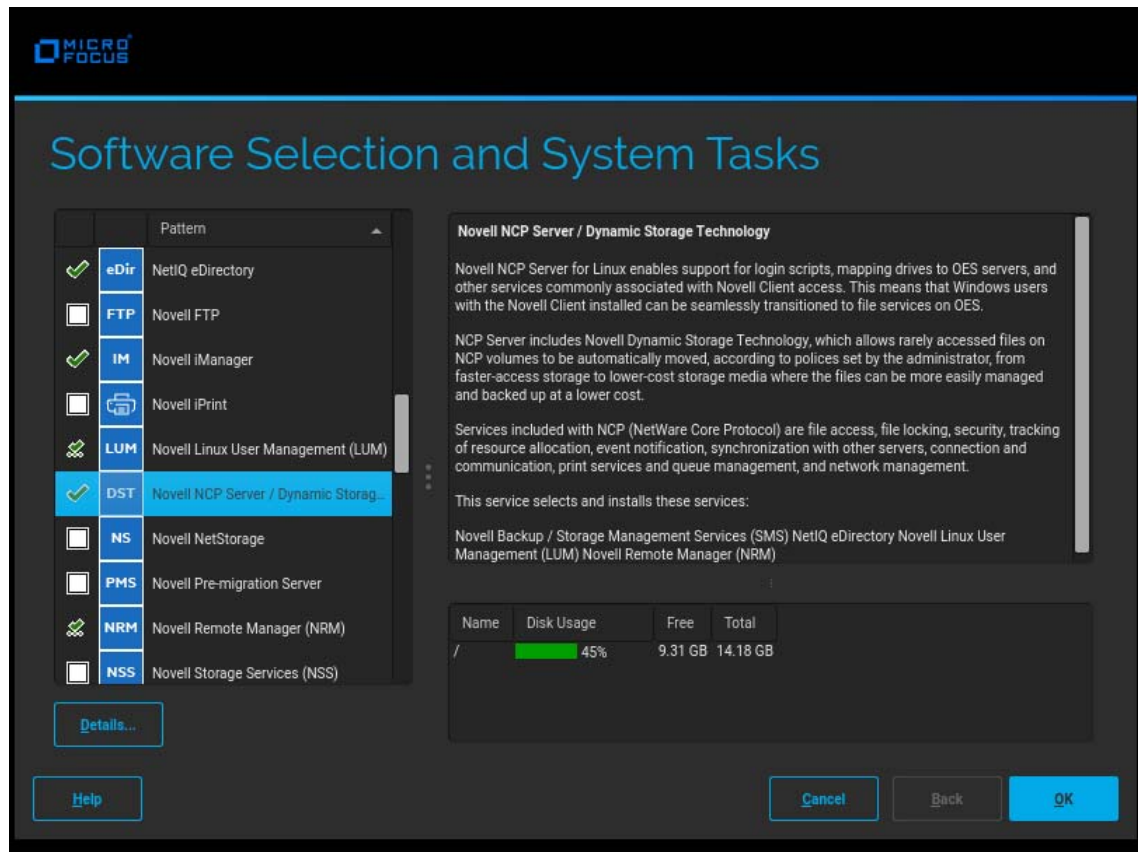 MICRO
FOCUS
Software Selection and System Tasks
Pattern
eDir NetIQ eDirectory
FTP Novell FTP
IM Novell iManager
Novell iPrint
LUM Novell Linux User Management (LUM)
DST Novell NCP Server / Dynamic Storag...
NS Novell NetStorage
PMS Novell Pre-migration Server
NRM Novell Remote Manager (NRM)
NSS Novell Storage Services (NSS)
Details...
Novell NCP Server / Dynamic Storage Technology
Novell NCP Server for Linux enables support for login scripts, mapping drives to OES servers, and
other services commonly associated with Novell Client access. This means that Windows users
with the Novell Client installed can be seamlessly transitioned to file services on OES.
NCP Server includes Novell Dynamic Storage Technology, which allows rarely accessed files on
NCP volumes to be automatically moved, according to polices set by the administrator, from
faster-access storage to lower-cost storage media where the files can be more easily managed
and backed up at a lower cost.
Services included with NCP (NetWare Core Protocol) are file access, file locking, security, tracking
of resource allocation, event notification, synchronization with other servers, connection and
communication, print services and queue management, and network management.
This service selects and installs these services:
Novell Backup / Storage Management Services (SMS) NetIQ eDirectory Novell Linux User
Management (LUM) Novell Remote Manager (NRM)
Name Disk Usage Free Total
/ 45% 9.31 GB 14.18 GB
Help
Cancel
Back
OK